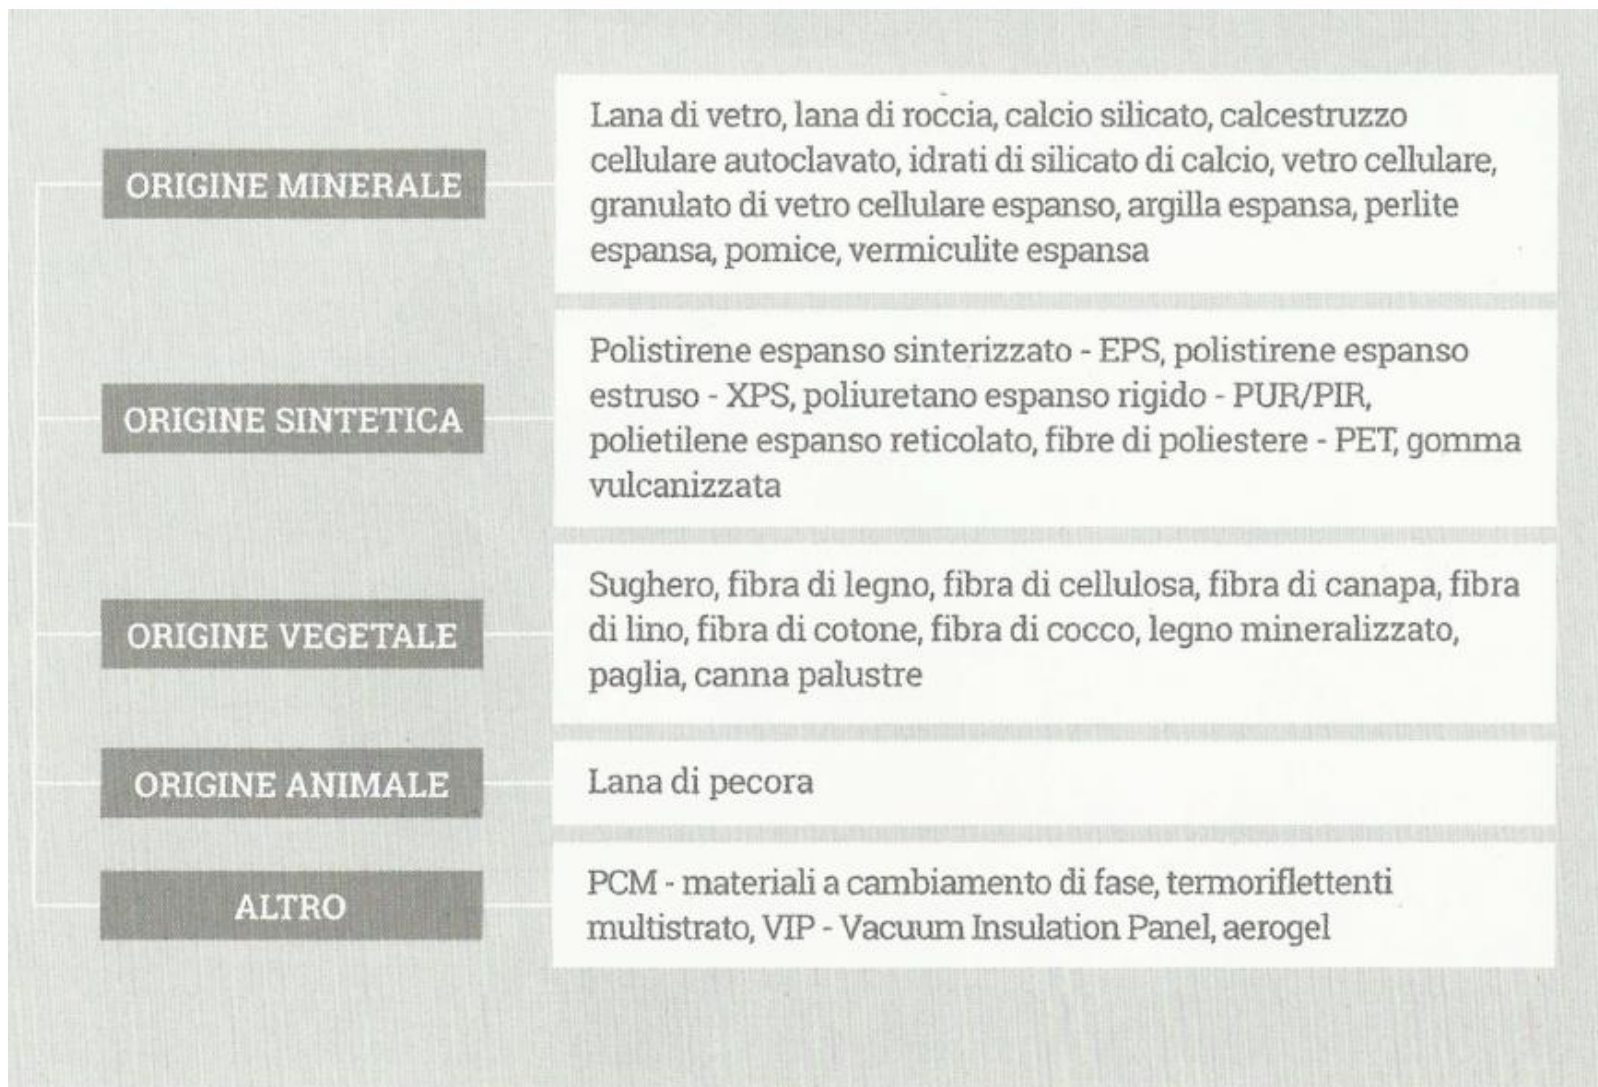 ORIGINE MINERALE
Lana di vetro, lana di roccia, calcio silicato, calcestruzzo
cellulare autoclavato, idrati di silicato di calcio, vetro cellulare,
granulato di vetro cellulare espanso, argilla espansa, perlite
espansa, pomice, vermiculite espansa
ORIGINE SINTETICA
Polistirene espanso sinterizzato - EPS, polistirene espanso
estruso - XPS, poliuretano espanso rigido - PUR/PIR,
polietilene espanso reticolato, fibre di poliestere - PET, gomma
vulcanizzata
ORIGINE VEGETALE
Sughero, fibra di legno, fibra di cellulosa, fibra di canapa, fibra
di lino, fibra di cotone, fibra di cocco, legno mineralizzato,
paglia, canna palustre
ORIGINE ANIMALE
Lana di pecora
ALTRO
PCM - materiali a cambiamento di fase, termoriflettenti
multistrato, VIP - Vacuum Insulation Panel, aerogel